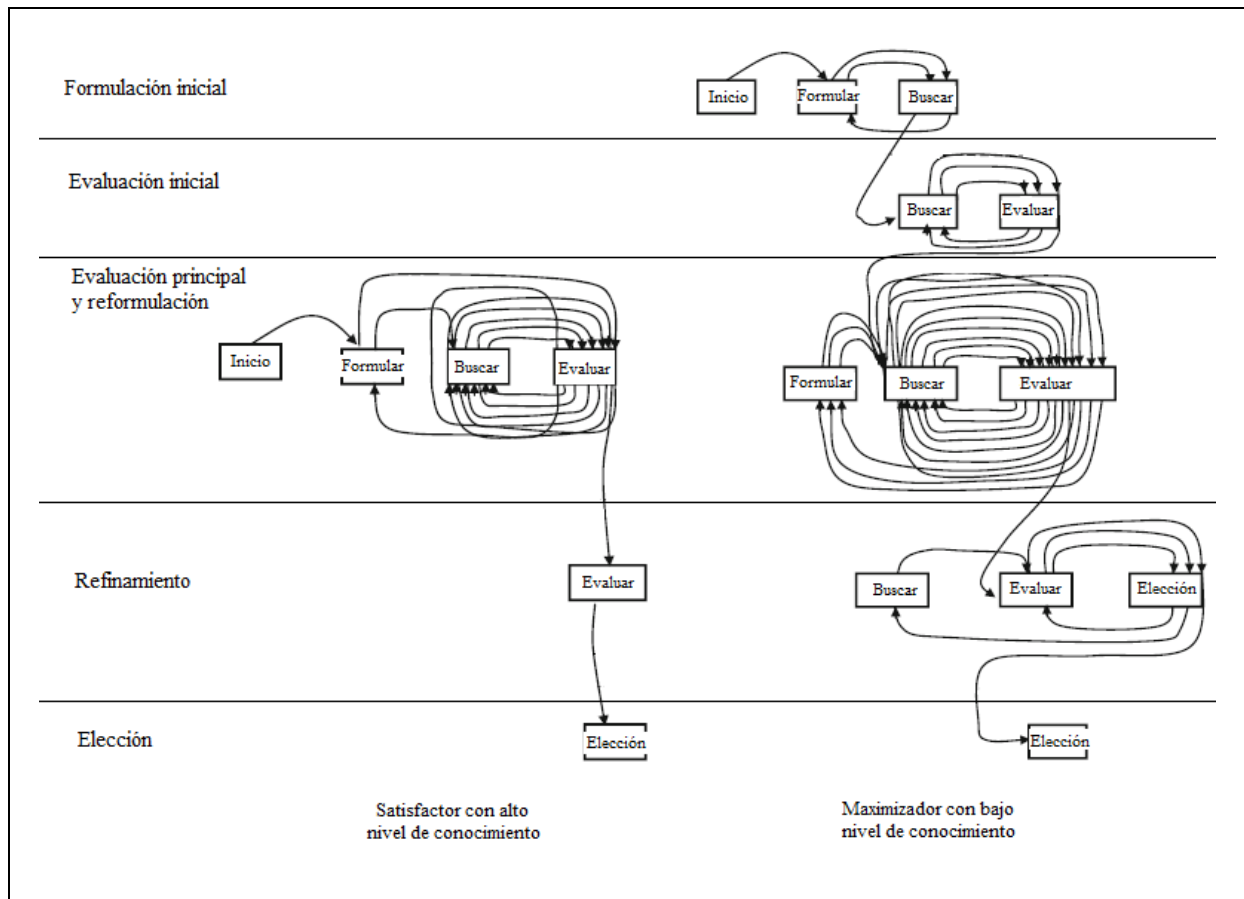 Formulación inicial
Inicio
Formular
Buscar
Evaluación inicial
Buscar
Evaluar
Evaluación principal
y reformulación
Inicio
Formular
Buscar
Evaluar
Formular
Buscar
Evaluar
Refinamiento
Evaluar
Buscar
Evaluar
Elección
Elección
Elección
Elección
Satisfactor con alto
nivel de conocimiento
Maximizador con bajo
nivel de conocimiento